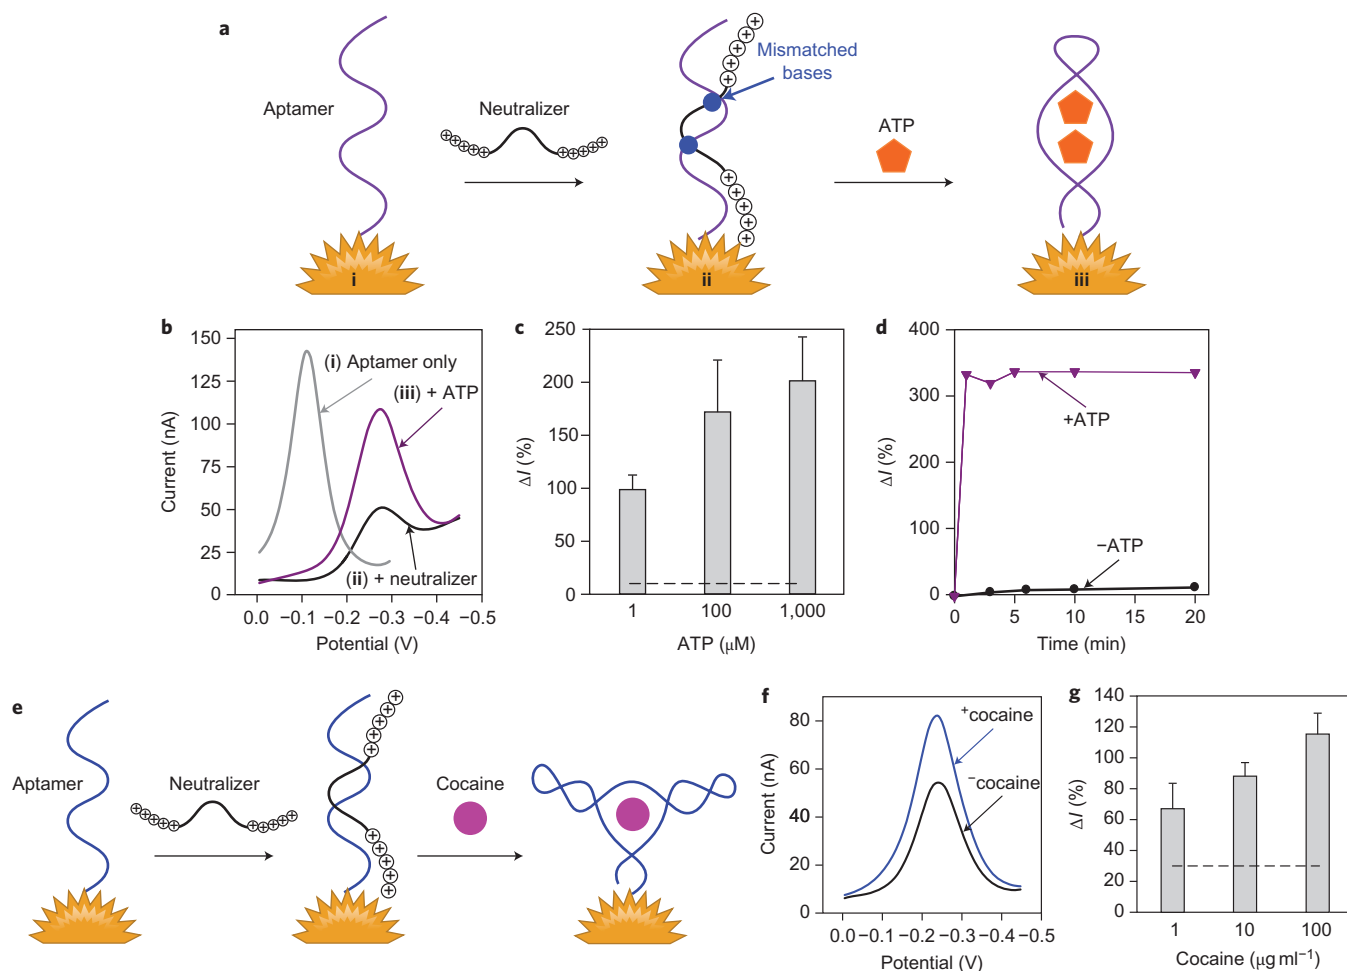 a
Aptamer
Neutralizer
Mismatched
bases
ATP
i
ii
iii
b
150
125
100
75
50
25
0
Current (nA)
(i) Aptamer only
(iii) + ATP
(ii) + neutralizer
0.0 −0.1 −0.2 −0.3 −0.4 −0.5
Potential (V)
c
250
200
150
100
50
0
ΔI (%)
1 100 1,000
ATP (μM)
d
400
300
200
300
0
ΔI (%)
+ATP
−ATP
0 5 10 15 20
Time (min)
e
Aptamer
Neutralizer
Cocaine
f
80
60
40
20
0
Current (nA)
+cocaine
−cocaine
0.0 −0.1 −0.2 −0.3 −0.4 −0.5
Potential (V)
g
140
120
100
80
60
40
20
0
ΔI (%)
1 10 100
Cocaine (μg ml⁻¹)